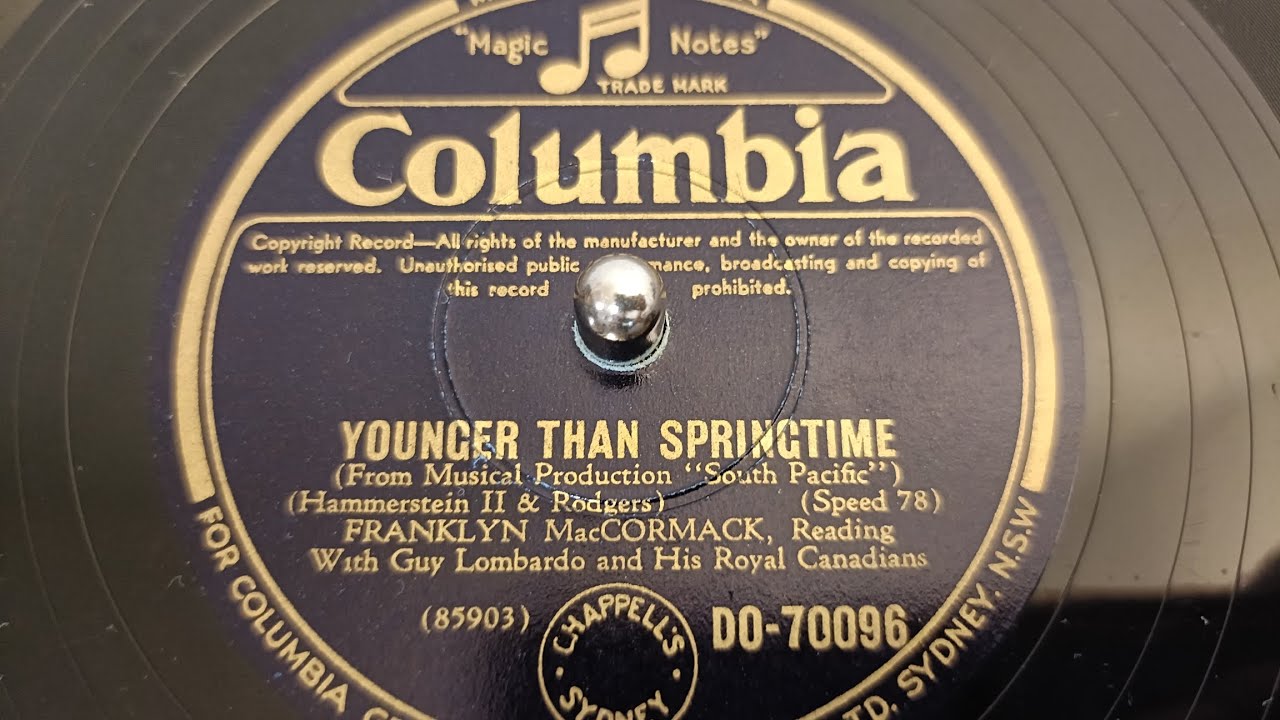 "Magic Notes"
TRADE MARK
Columbia
Copyright Record—All rights of the manufacturer and the owner of the recorded
work reserved. Unauthorised public mance, broadcasting and copying of
this record prohibited.
YOUNGER THAN SPRINGTIME
(From Musical Production "South Pacific")
(Hammerstein II & Rodgers) (Speed 78)
FRANKLYN MacCORMACK, Reading
With Guy Lombardo and His Royal Canadians
(85903)
CHAPPELL'S
SYDNEY
DO-70096
FOR COLUMBIA
LTD. SYDNEY. N.S.W